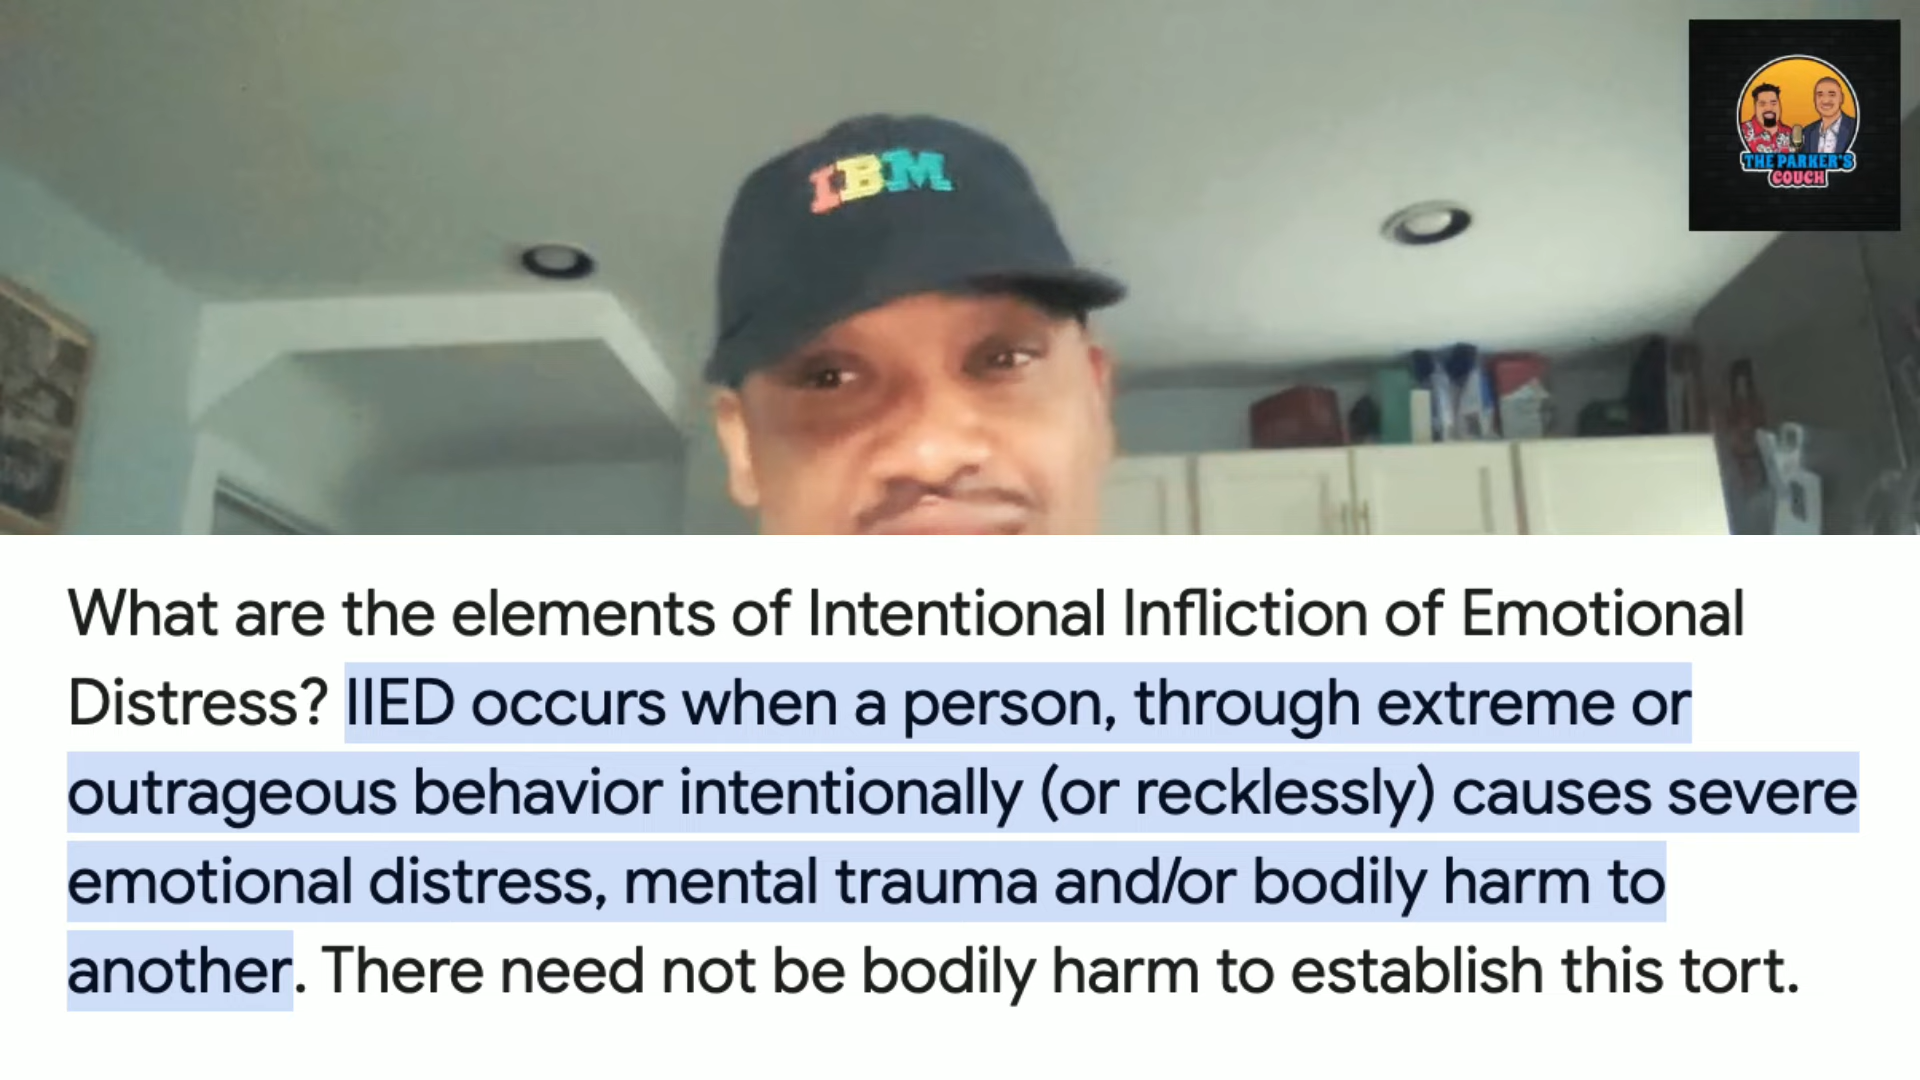 IBM
THE PARKER'S
COUCH
What are the elements of Intentional Infliction of Emotional
Distress? IIED occurs when a person, through extreme or
outrageous behavior intentionally (or recklessly) causes severe
emotional distress, mental trauma and/or bodily harm to
another. There need not be bodily harm to establish this tort.